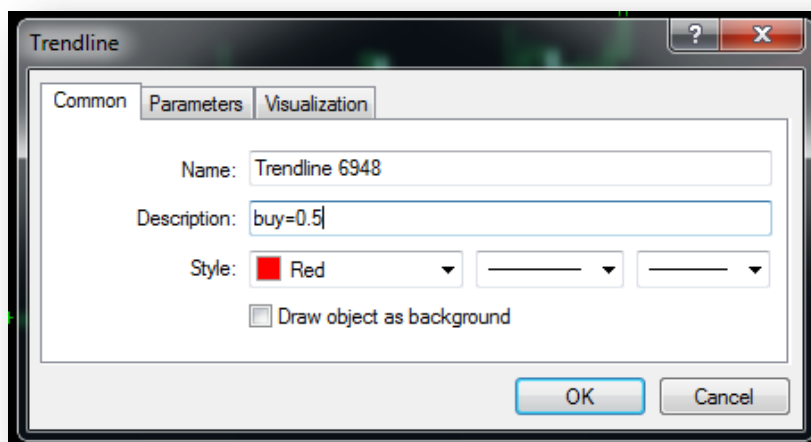 Trendline
?
X
Common Parameters Visualization
Name: Trendline 6948
Description: buy=0.5
Style: Red
Draw object as background
OK Cancel